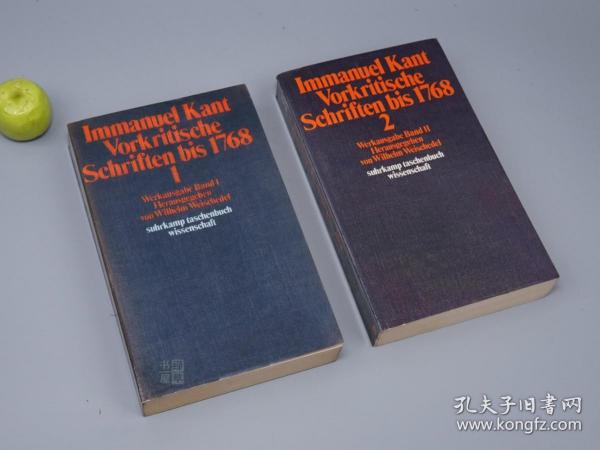 Immanuel Kant
Vorkritische
Schriften bis 1768
1
Werkausgabe Band I
Herausgegeben
von Wilhelm Weischedel
suhrkamp taschenbuch
wissenschaft
Immanuel Kant
Vorkritische
Schriften bis 1768
2
Werkausgabe Band II
Herausgegeben
von Wilhelm Weischedel
suhrkamp taschenbuch
wissenschaft
孔夫子旧书网
www.kongfz.com